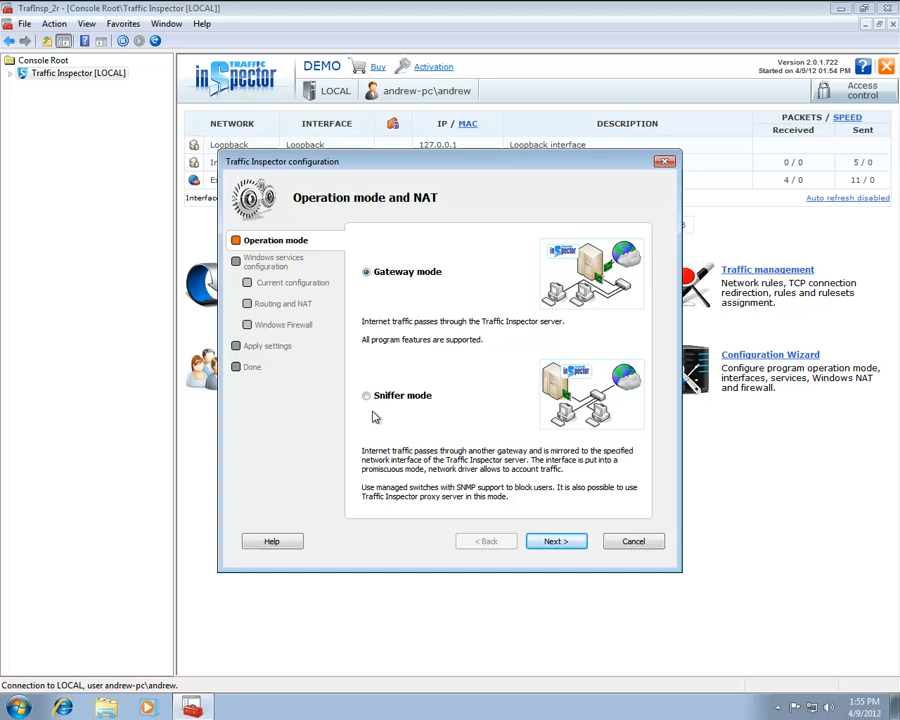 TrafInsp_2r - [Console Root\Traffic Inspector [LOCAL]]
File Action View Favorites Window Help
Console Root
Traffic Inspector [LOCAL]
TRAFFIC
inSpector
DEMO Buy Activation
LOCAL andrew-pc\andrew
Version 2.0.1.722
Started on 4/9/12 01:54 PM
Access
control
NETWORK INTERFACE IP / MAC DESCRIPTION PACKETS / SPEED
Received Sent
Loopback Loopback 127.0.0.1 Loopback interface
0 / 0 5 / 0
4 / 0 11 / 0
Auto refresh disabled
Traffic Inspector configuration
Operation mode and NAT
Operation mode
Windows services
configuration
Current configuration
Routing and NAT
Windows Firewall
Apply settings
Done
Gateway mode
inSpector
Internet traffic passes through the Traffic Inspector server.
All program features are supported.
Sniffer mode
inSpector
Internet traffic passes through another gateway and is mirrored to the specified
network interface of the Traffic Inspector server. The interface is put into a
promiscuous mode, network driver allows to account traffic.
Use managed switches with SNMP support to block users. It is also possible to use
Traffic Inspector proxy server in this mode.
Help < Back Next > Cancel
Traffic management
Network rules, TCP connection
redirection, rules and rulesets
assignment.
Configuration Wizard
Configure program operation mode,
interfaces, services, Windows NAT
and firewall.
Connection to LOCAL, user andrew-pc\andrew.
1:55 PM
4/9/2012